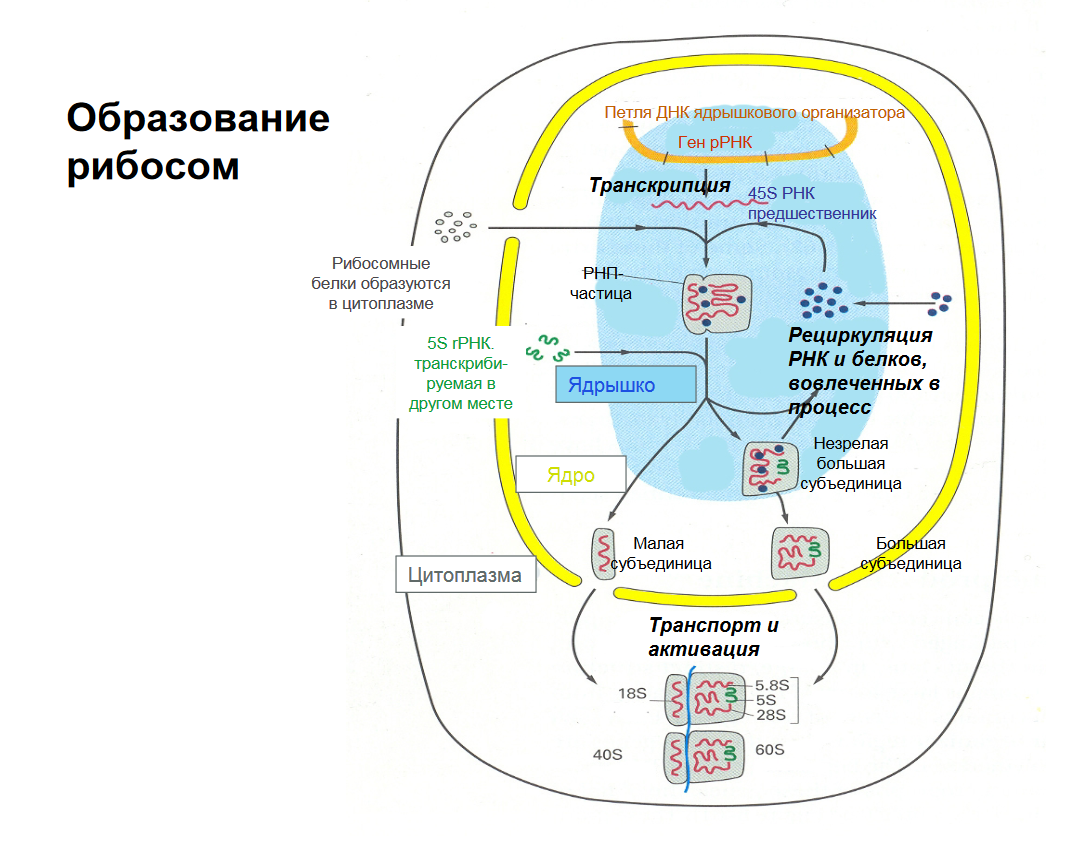 Образование
рибосом
Петля ДНК ядрышкового организатора
Ген рРНК
Транскрипция
45S РНК
предшественник
Рибосомные
белки образуются
в цитоплазме
РНП-
частица
5S rРНК.
транскриби-
руемая в
другом месте
Ядрышко
Рециркуляция
РНК и белков,
вовлеченных в
процесс
Незрелая
большая
субъединица
Ядро
Малая
субъединица
Большая
субъединица
Цитоплазма
Транспорт и
активация
18S
5.8S
5S
28S
40S
60S